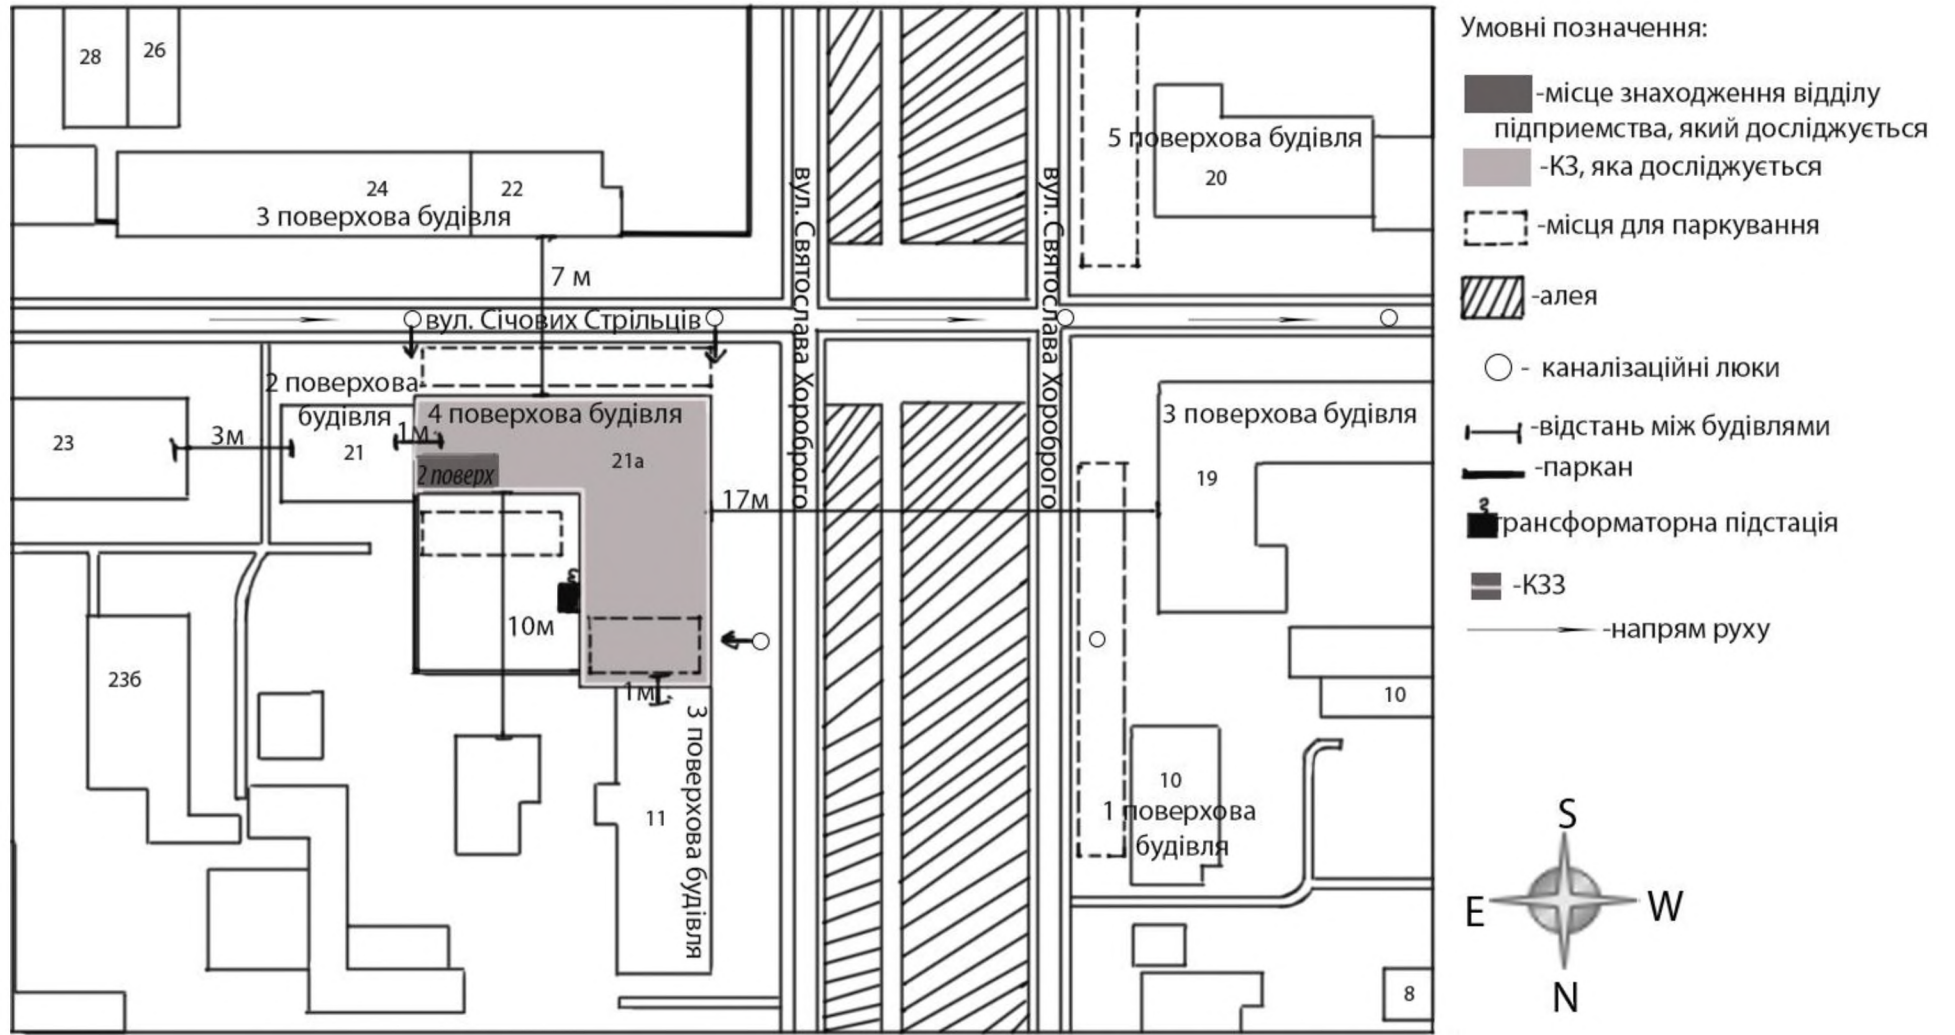 28
26
24
22
3 поверхова будівля
7 м
вул. Січових Стрільців
вул. Святослава Хороброго
вул. Святослава Хороброго
5 поверхова будівля
20
2 поверхова
будівля
4 поверхова будівля
23
3м
21
1м
2 поверх
21а
17м
3 поверхова будівля
19
10м
1м
23б
3 поверхова будівля
11
10
10
1 поверхова
будівля
8
Умовні позначення:
-місце знаходження відділу
підприемства, який досліджується
-КЗ, яка досліджується
-місця для паркування
-алея
- каналізаційні люки
-відстань між будівлями
-паркан
трансформаторна підстація
-КЗЗ
-напрям руху
S
E
W
N